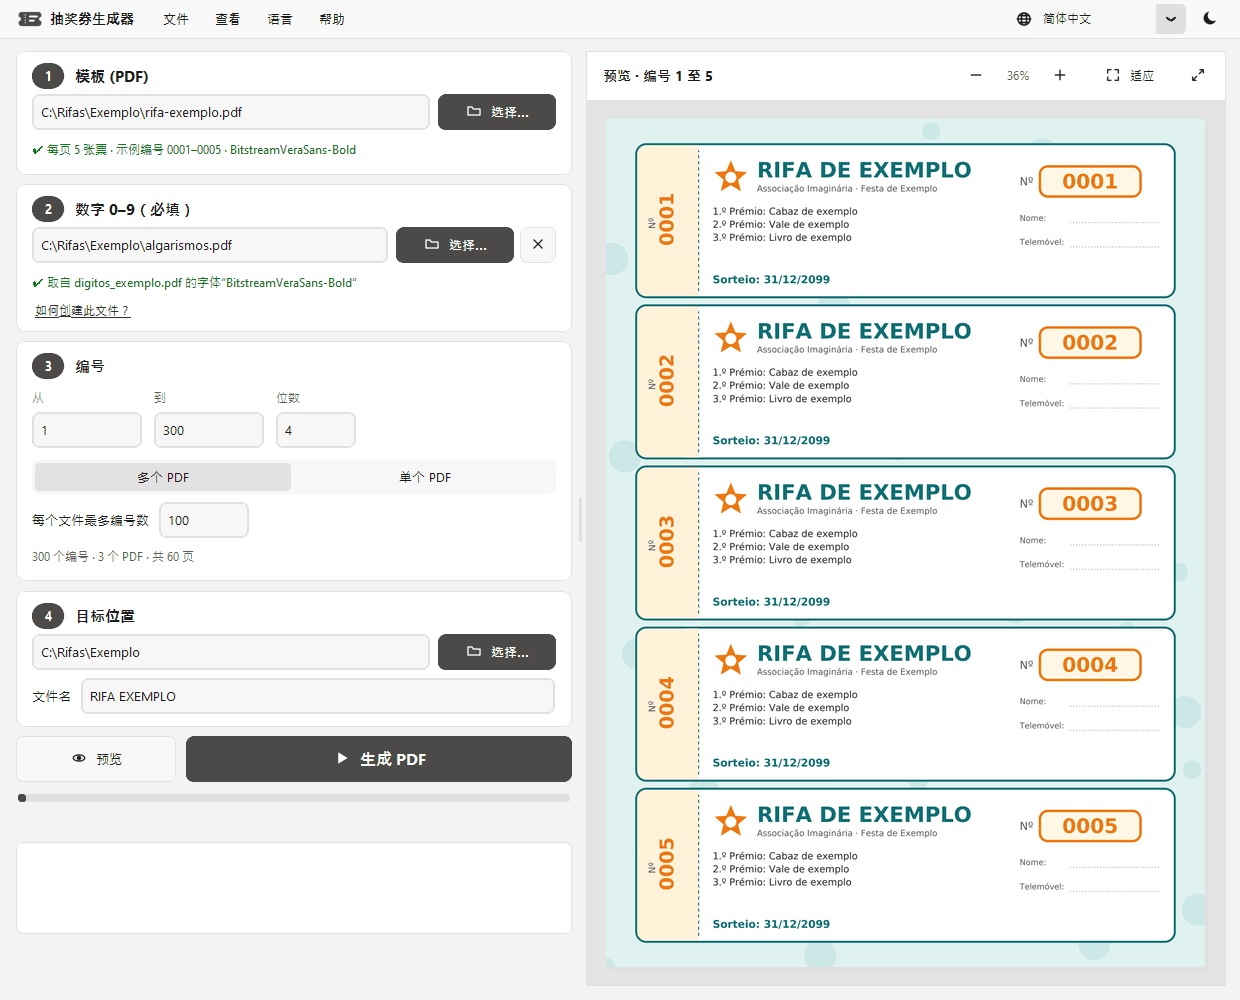 抽奖券生成器 文件 查看 语言 帮助 简体中文
1 模板 (PDF)
C:\Rifas\Exemplo\rifa-exemplo.pdf 选择...
✔ 每页 5 张票 · 示例编号 0001–0005 · BitstreamVeraSans-Bold
2 数字 0–9 ( 必填 )
C:\Rifas\Exemplo\algarismos.pdf 选择...
✔ 取自 digitos_exemplo.pdf 的字体“BitstreamVeraSans-Bold”
如何创建此文件？
3 编号
从 到 位数
1 300 4
多个 PDF 单个 PDF
每个文件最多编号数 100
300 个编号 · 3 个 PDF · 共 60 页
4 目标位置
C:\Rifas\Exemplo 选择...
文件名 RIFA EXEMPLO
预览 生成 PDF
预览 · 编号 1 至 5 36% 适应
Nº 0001
RIFA DE EXEMPLO
Associação Imaginária · Festa de Exemplo
1.º Prémio: Cabaz de exemplo
2.º Prémio: Vale de exemplo
3.º Prémio: Livro de exemplo
Sorteio: 31/12/2099
Nº 0001
Nome:
Telemóvel:
Nº 0002
RIFA DE EXEMPLO
Associação Imaginária · Festa de Exemplo
1.º Prémio: Cabaz de exemplo
2.º Prémio: Vale de exemplo
3.º Prémio: Livro de exemplo
Sorteio: 31/12/2099
Nº 0002
Nome:
Telemóvel:
Nº 0003
RIFA DE EXEMPLO
Associação Imaginária · Festa de Exemplo
1.º Prémio: Cabaz de exemplo
2.º Prémio: Vale de exemplo
3.º Prémio: Livro de exemplo
Sorteio: 31/12/2099
Nº 0003
Nome:
Telemóvel:
Nº 0004
RIFA DE EXEMPLO
Associação Imaginária · Festa de Exemplo
1.º Prémio: Cabaz de exemplo
2.º Prémio: Vale de exemplo
3.º Prémio: Livro de exemplo
Sorteio: 31/12/2099
Nº 0004
Nome:
Telemóvel:
Nº 0005
RIFA DE EXEMPLO
Associação Imaginária · Festa de Exemplo
1.º Prémio: Cabaz de exemplo
2.º Prémio: Vale de exemplo
3.º Prémio: Livro de exemplo
Sorteio: 31/12/2099
Nº 0005
Nome:
Telemóvel: